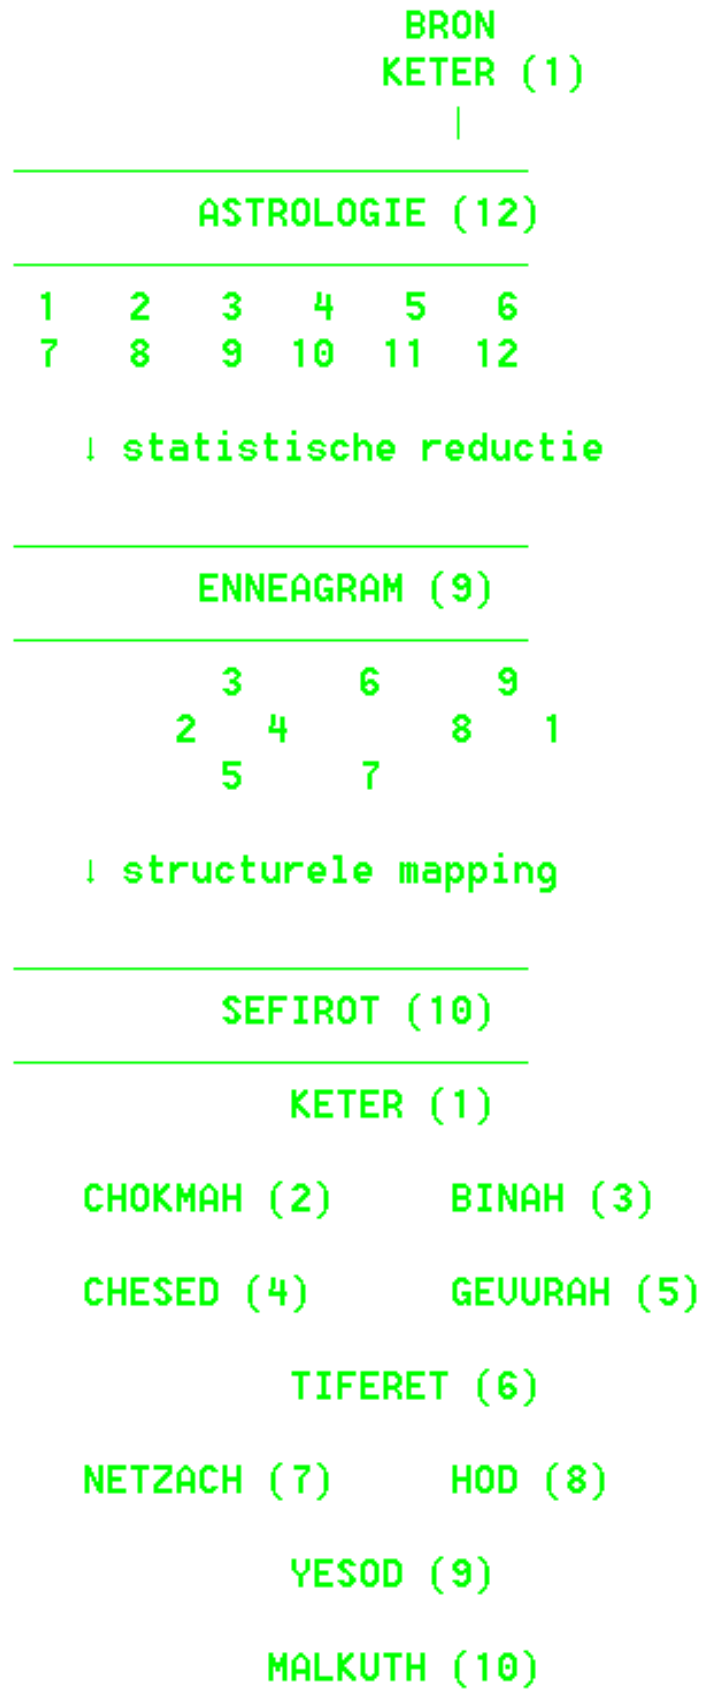 BRON
KETER (1)
|
ASTROLOGIE (12)
1 2 3 4 5 6
7 8 9 10 11 12
↓ statistische reductie
ENNEAGRAM (9)
3 6 9
2 4 8 1
5 7
↓ structurele mapping
SEFIROT (10)
KETER (1)
CHOKMAH (2) BINAH (3)
CHESED (4) GEVURAH (5)
TIFERET (6)
NETZACH (7) HOD (8)
YESOD (9)
MALKUTH (10)